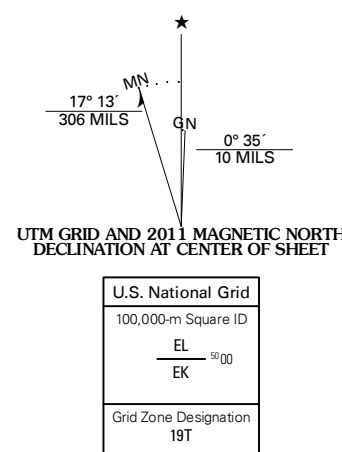 ★
MN
17° 13´
306 MILS
GN
0° 35´
10 MILS
UTM GRID AND 2011 MAGNETIC NORTH
DECLINATION AT CENTER OF SHEET
U.S. National Grid
100,000-m Square ID
EL
5000
EK
Grid Zone Designation
19T